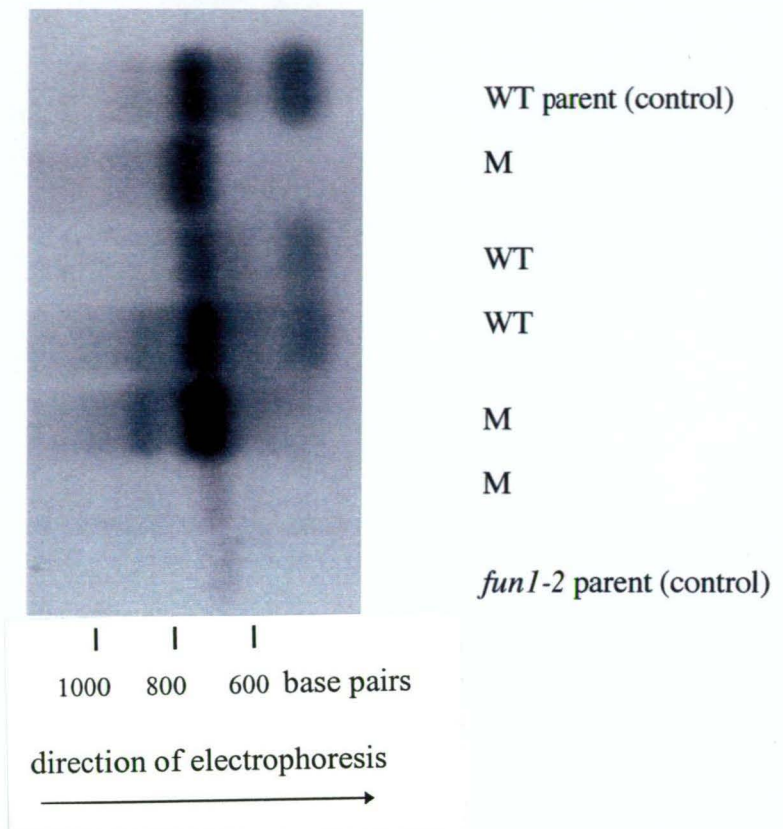 WT parent (control)
M
WT
WT
M
M
fun1-2 parent (control)
1000 800 600 base pairs
direction of electrophoresis